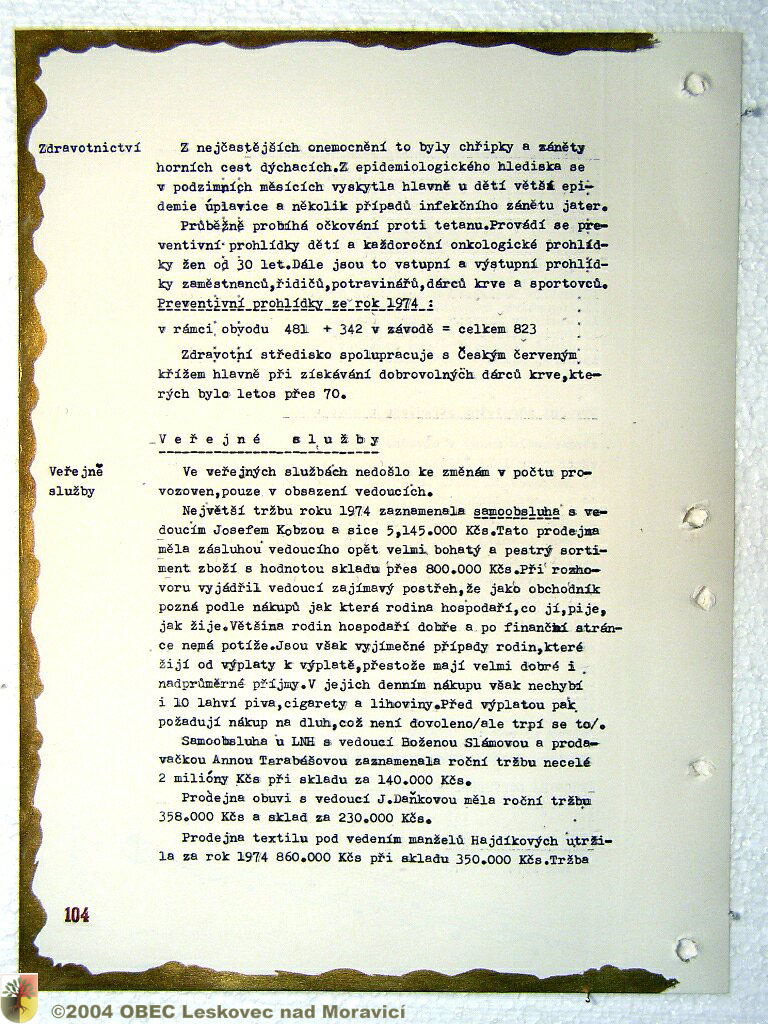 Zdravotnictví
Z nejčastějších onemocnění to byly chřipky a záněty
horních cest dýchacích.Z epidemiologického hlediska se
v podzimních měsících vyskytla hlavně u dětí větší epi-
demie úplavice a několik případů infekčního zánětu jater.
Průběžně probíhá očkování proti tetanu.Provádí se pre-
ventivní prohlídky dětí a každoroční onkologické prohlíd-
ky žen od 30 let.Dále jsou to vstupní a výstupní prohlíd-
ky zaměstnanců,řidičů,potravinářů,dárců krve a sportovců.
Preventivní prohlídky ze rok 1974 :
v rámci obvodu 481 + 342 v závodě = celkem 823
Zdravotní středisko spolupracuje s Českým červeným
křížem hlavně při získávání dobrovolných dárců krve,kte-
rých bylo letos přes 70.
Veřejné služby
Veřejné
služby
Ve veřejných službách nedošlo ke změnám v počtu pro-
vozoven,pouze v obsazení vedoucích.
Největší tržbu roku 1974 zaznamenala samoobsluha s ve-
doucím Josefem Kobzou a sice 5,145.000 Kčs.Tato prodejna
měla zásluhou vedoucího opět velmi bohatý a pestrý sorti-
ment zboží s hodnotou skladu přes 800.000 Kčs.Při rozho-
voru vyjádřil vedoucí zajímavý postřeh,že jako obchodník
pozná podle nákupů jak která rodina hospodaří,co jí,pije,
jak žije.Většina rodin hospodaří dobře a po finanční strán-
ce nemá potíže.Jsou však vyjímečné případy rodin,které
žijí od výplaty k výplatě,přestože mají velmi dobré i
nadprůměrné příjmy.V jejich denním nákupu však nechybí
i 10 lahví piva,cigarety a lihoviny.Před výplatou pak
požadují nákup na dluh,což není dovoleno/ale trpí se to/.
Samoobsluha u LNH s vedoucí Boženou Slámovou a proda-
vačkou Annou Tarabášovou zaznamenala roční tržbu necelé
2 milióny Kčs při skladu za 140.000 Kčs.
Prodejna obuvi s vedoucí J.Daňkovou měla roční tržbu
358.000 Kčs a sklad za 230.000 Kčs.
Prodejna textilu pod vedením manželů Hajdíkových utrži-
la za rok 1974 860.000 Kčs při skladu 350.000 Kčs.Tržba
104
©2004 OBEC Leskovec nad Moravicí